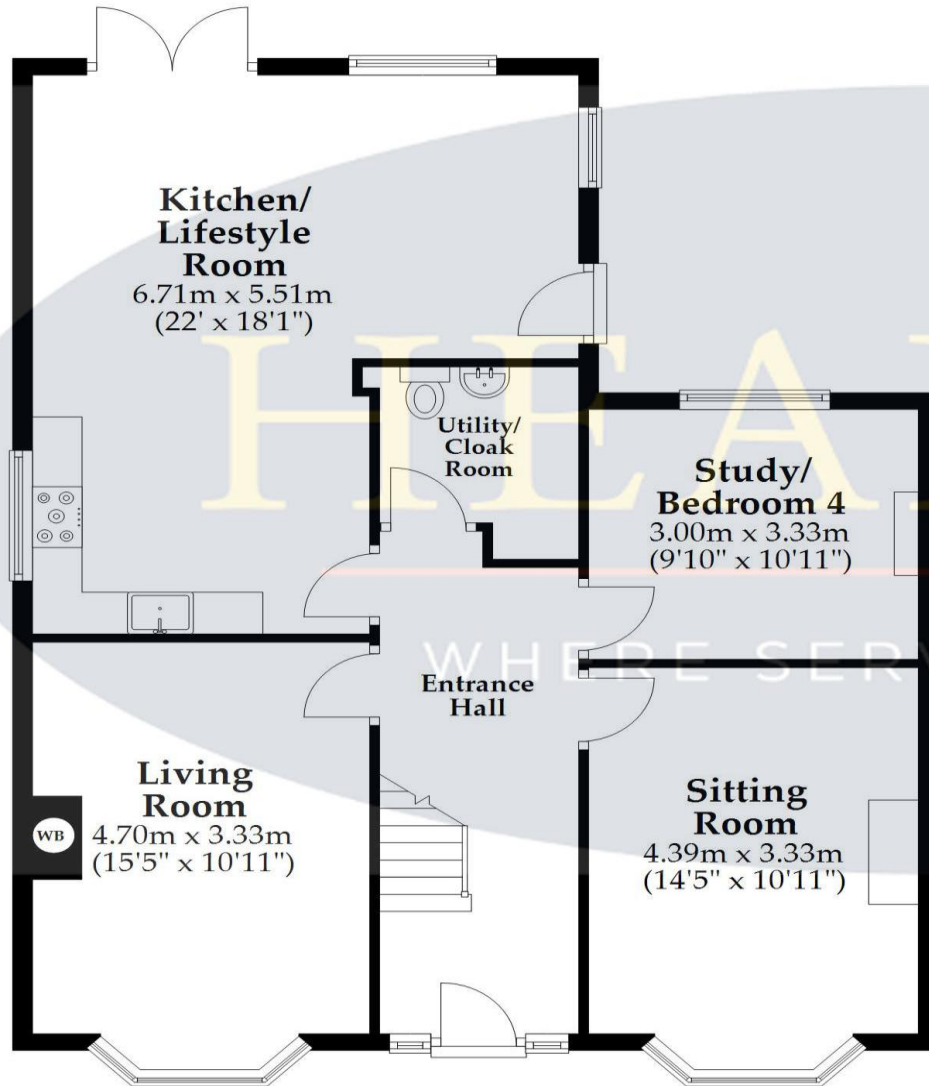 Kitchen/
Lifestyle
Room
6.71m x 5.51m
(22' x 18'1")
Utility/
Cloak
Room
Study/
Bedroom 4
3.00m x 3.33m
(9'10" x 10'11")
Entrance
Hall
Living
Room
4.70m x 3.33m
(15'5" x 10'11")
WB
Sitting
Room
4.39m x 3.33m
(14'5" x 10'11")
WHERE